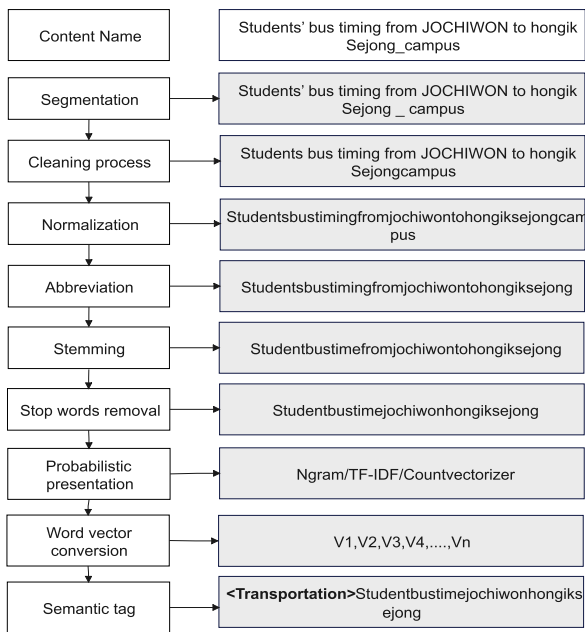 Content Name
Students’ bus timing from JOCHIWON to hongik
Sejong_campus
Segmentation
Students’ bus timing from JOCHIWON to hongik
Sejong _ campus
Cleaning process
Students bus timing from JOCHIWON to hongik
Sejongcampus
Normalization
Studentsbustimingfromjochiwontohongiksejongcam
pus
Abbreviation
Studentsbustimingfromjochiwontohongiksejong
Stemming
Studentbustimefromjochiwontohongiksejong
Stop words removal
Studentbustimejochiwonhongiksejong
Probabilistic
presentation
Ngram/TF-IDF/Countvectorizer
Word vector
conversion
V1,V2,V3,V4,....,Vn
Semantic tag
<Transportation>Studentbustimejochiwonhongiks
ejong